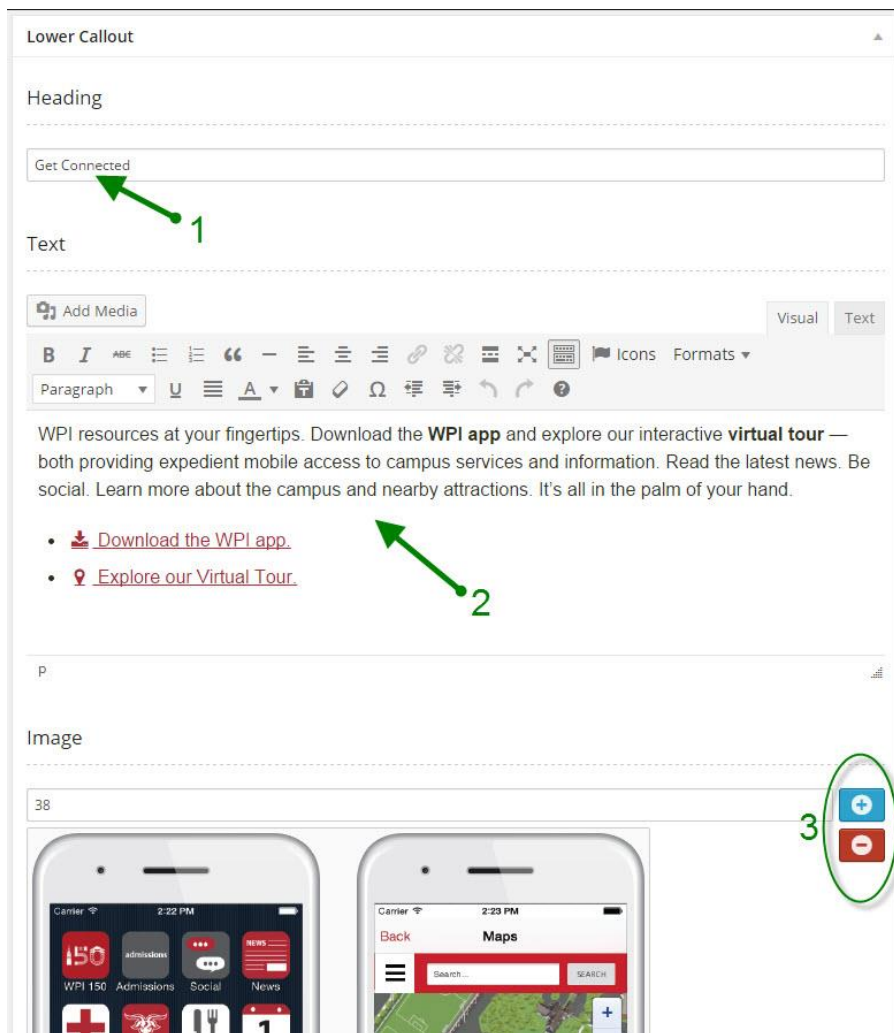 Lower Callout
Heading
Get Connected
1
Text
Add Media
Visual Text
B I ABC Icons Formats
Paragraph U A Ω
WPI resources at your fingertips. Download the WPI app and explore our interactive virtual tour —
both providing expedient mobile access to campus services and information. Read the latest news. Be
social. Learn more about the campus and nearby attractions. It's all in the palm of your hand.
Download the WPI app.
Explore our Virtual Tour.
2
P
Image
38
3
Carrier 2:22 PM
Carrier 2:23 PM
Back Maps
150 admissions NEWS
Search... SEARCH
WPI 150 Admissions Social News
1